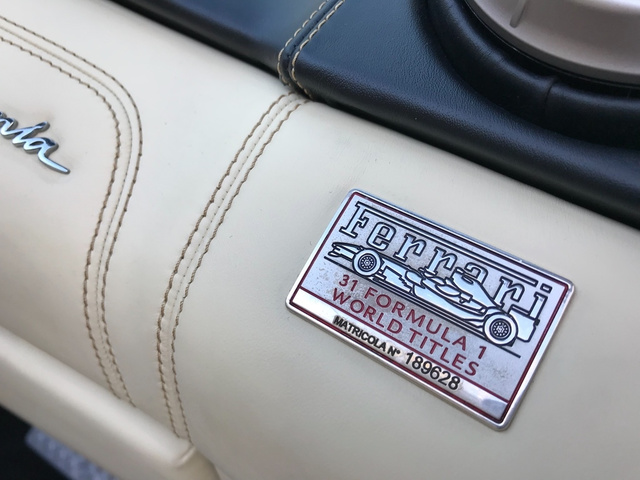 Ferrari
31 FORMULA 1
WORLD TITLES
MATRICOLA N° 189628